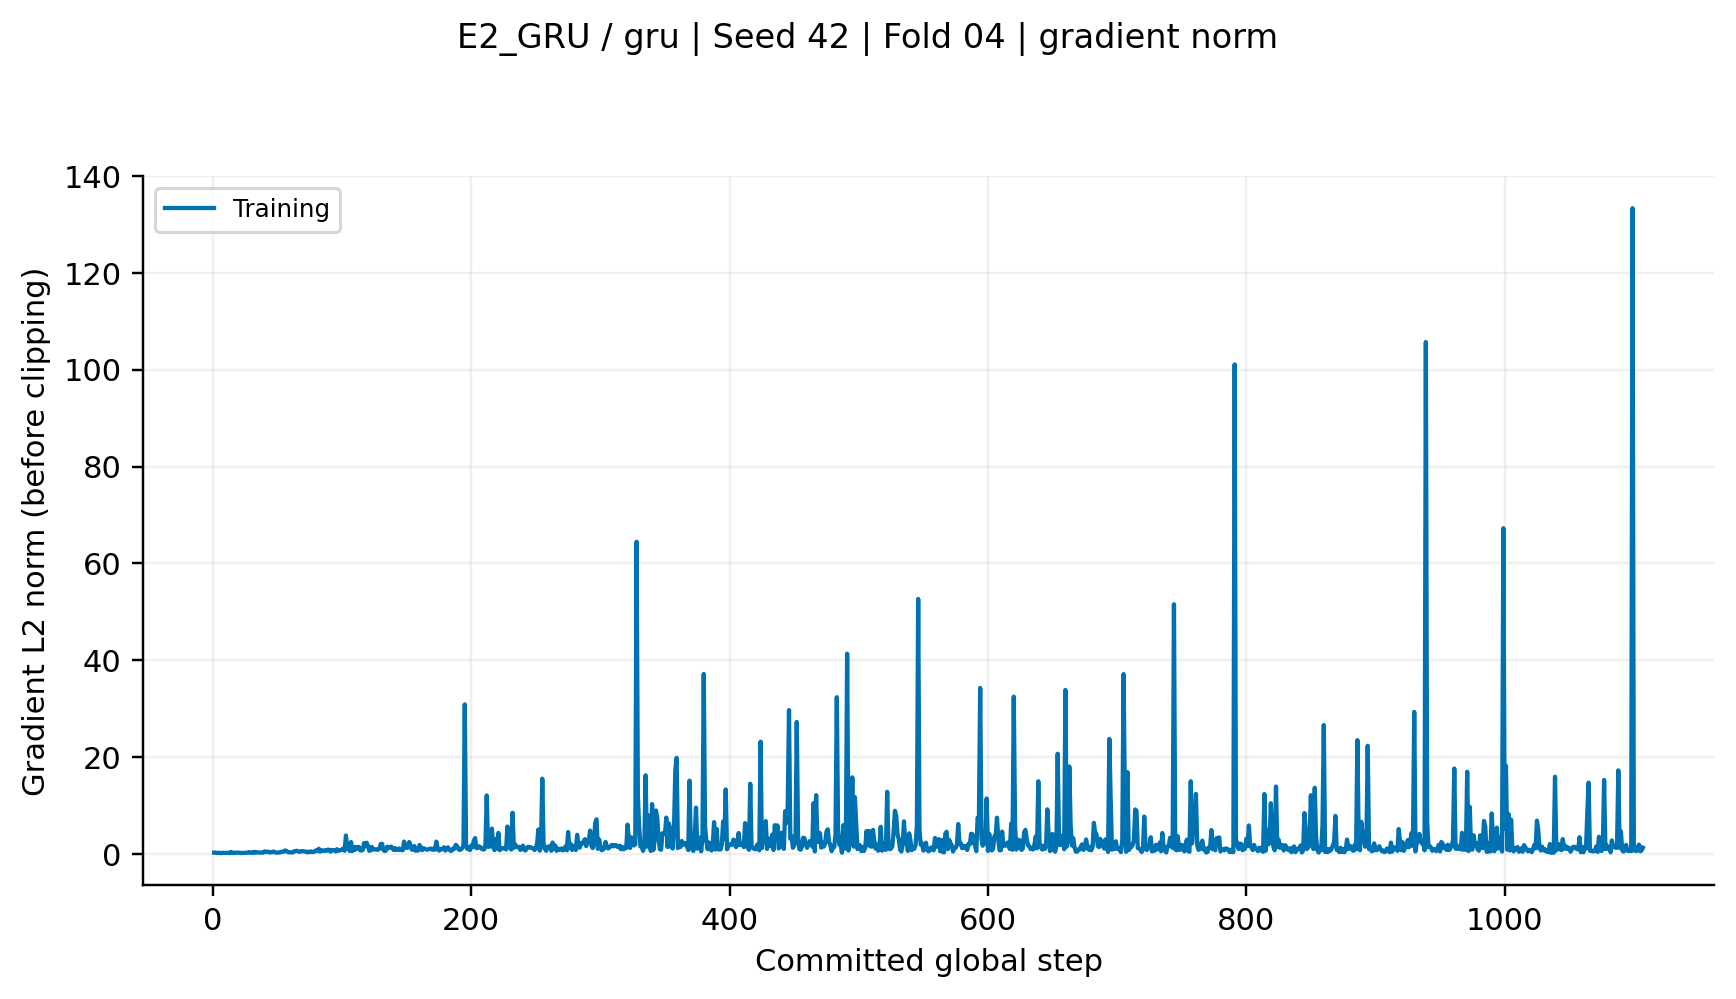 E2_GRU / gru | Seed 42 | Fold 04 | gradient norm
140
120
100
80
60
40
20
0
Training
Gradient L2 norm (before clipping)
0 200 400 600 800 1000
Committed global step